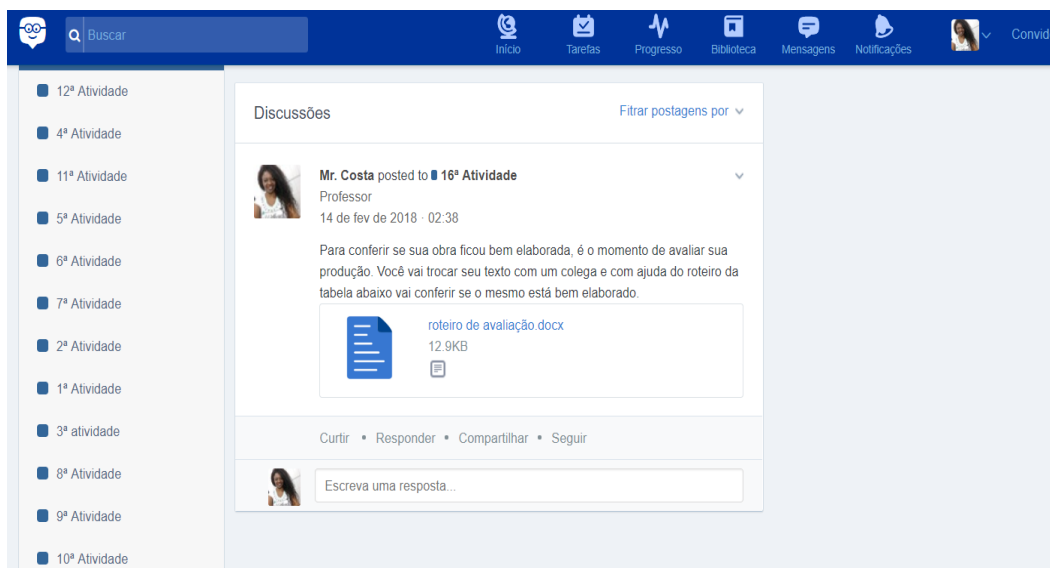 Buscar
Início
Tarefas
Progresso
Biblioteca
Mensagens
Notificações
Convid
12ª Atividade
4ª Atividade
11ª Atividade
5ª Atividade
6ª Atividade
7ª Atividade
2ª Atividade
1ª Atividade
3ª atividade
8ª Atividade
9ª Atividade
10ª Atividade
Discussões
Fitrar postagens por
Mr. Costa posted to 16ª Atividade
Professor
14 de fev de 2018 · 02:38
Para conferir se sua obra ficou bem elaborada, é o momento de avaliar sua
produção. Você vai trocar seu texto com um colega e com ajuda do roteiro da
tabela abaixo vai conferir se o mesmo está bem elaborado.
roteiro de avaliação.docx
12.9KB
Curtir • Responder • Compartilhar • Seguir
Escreva uma resposta...